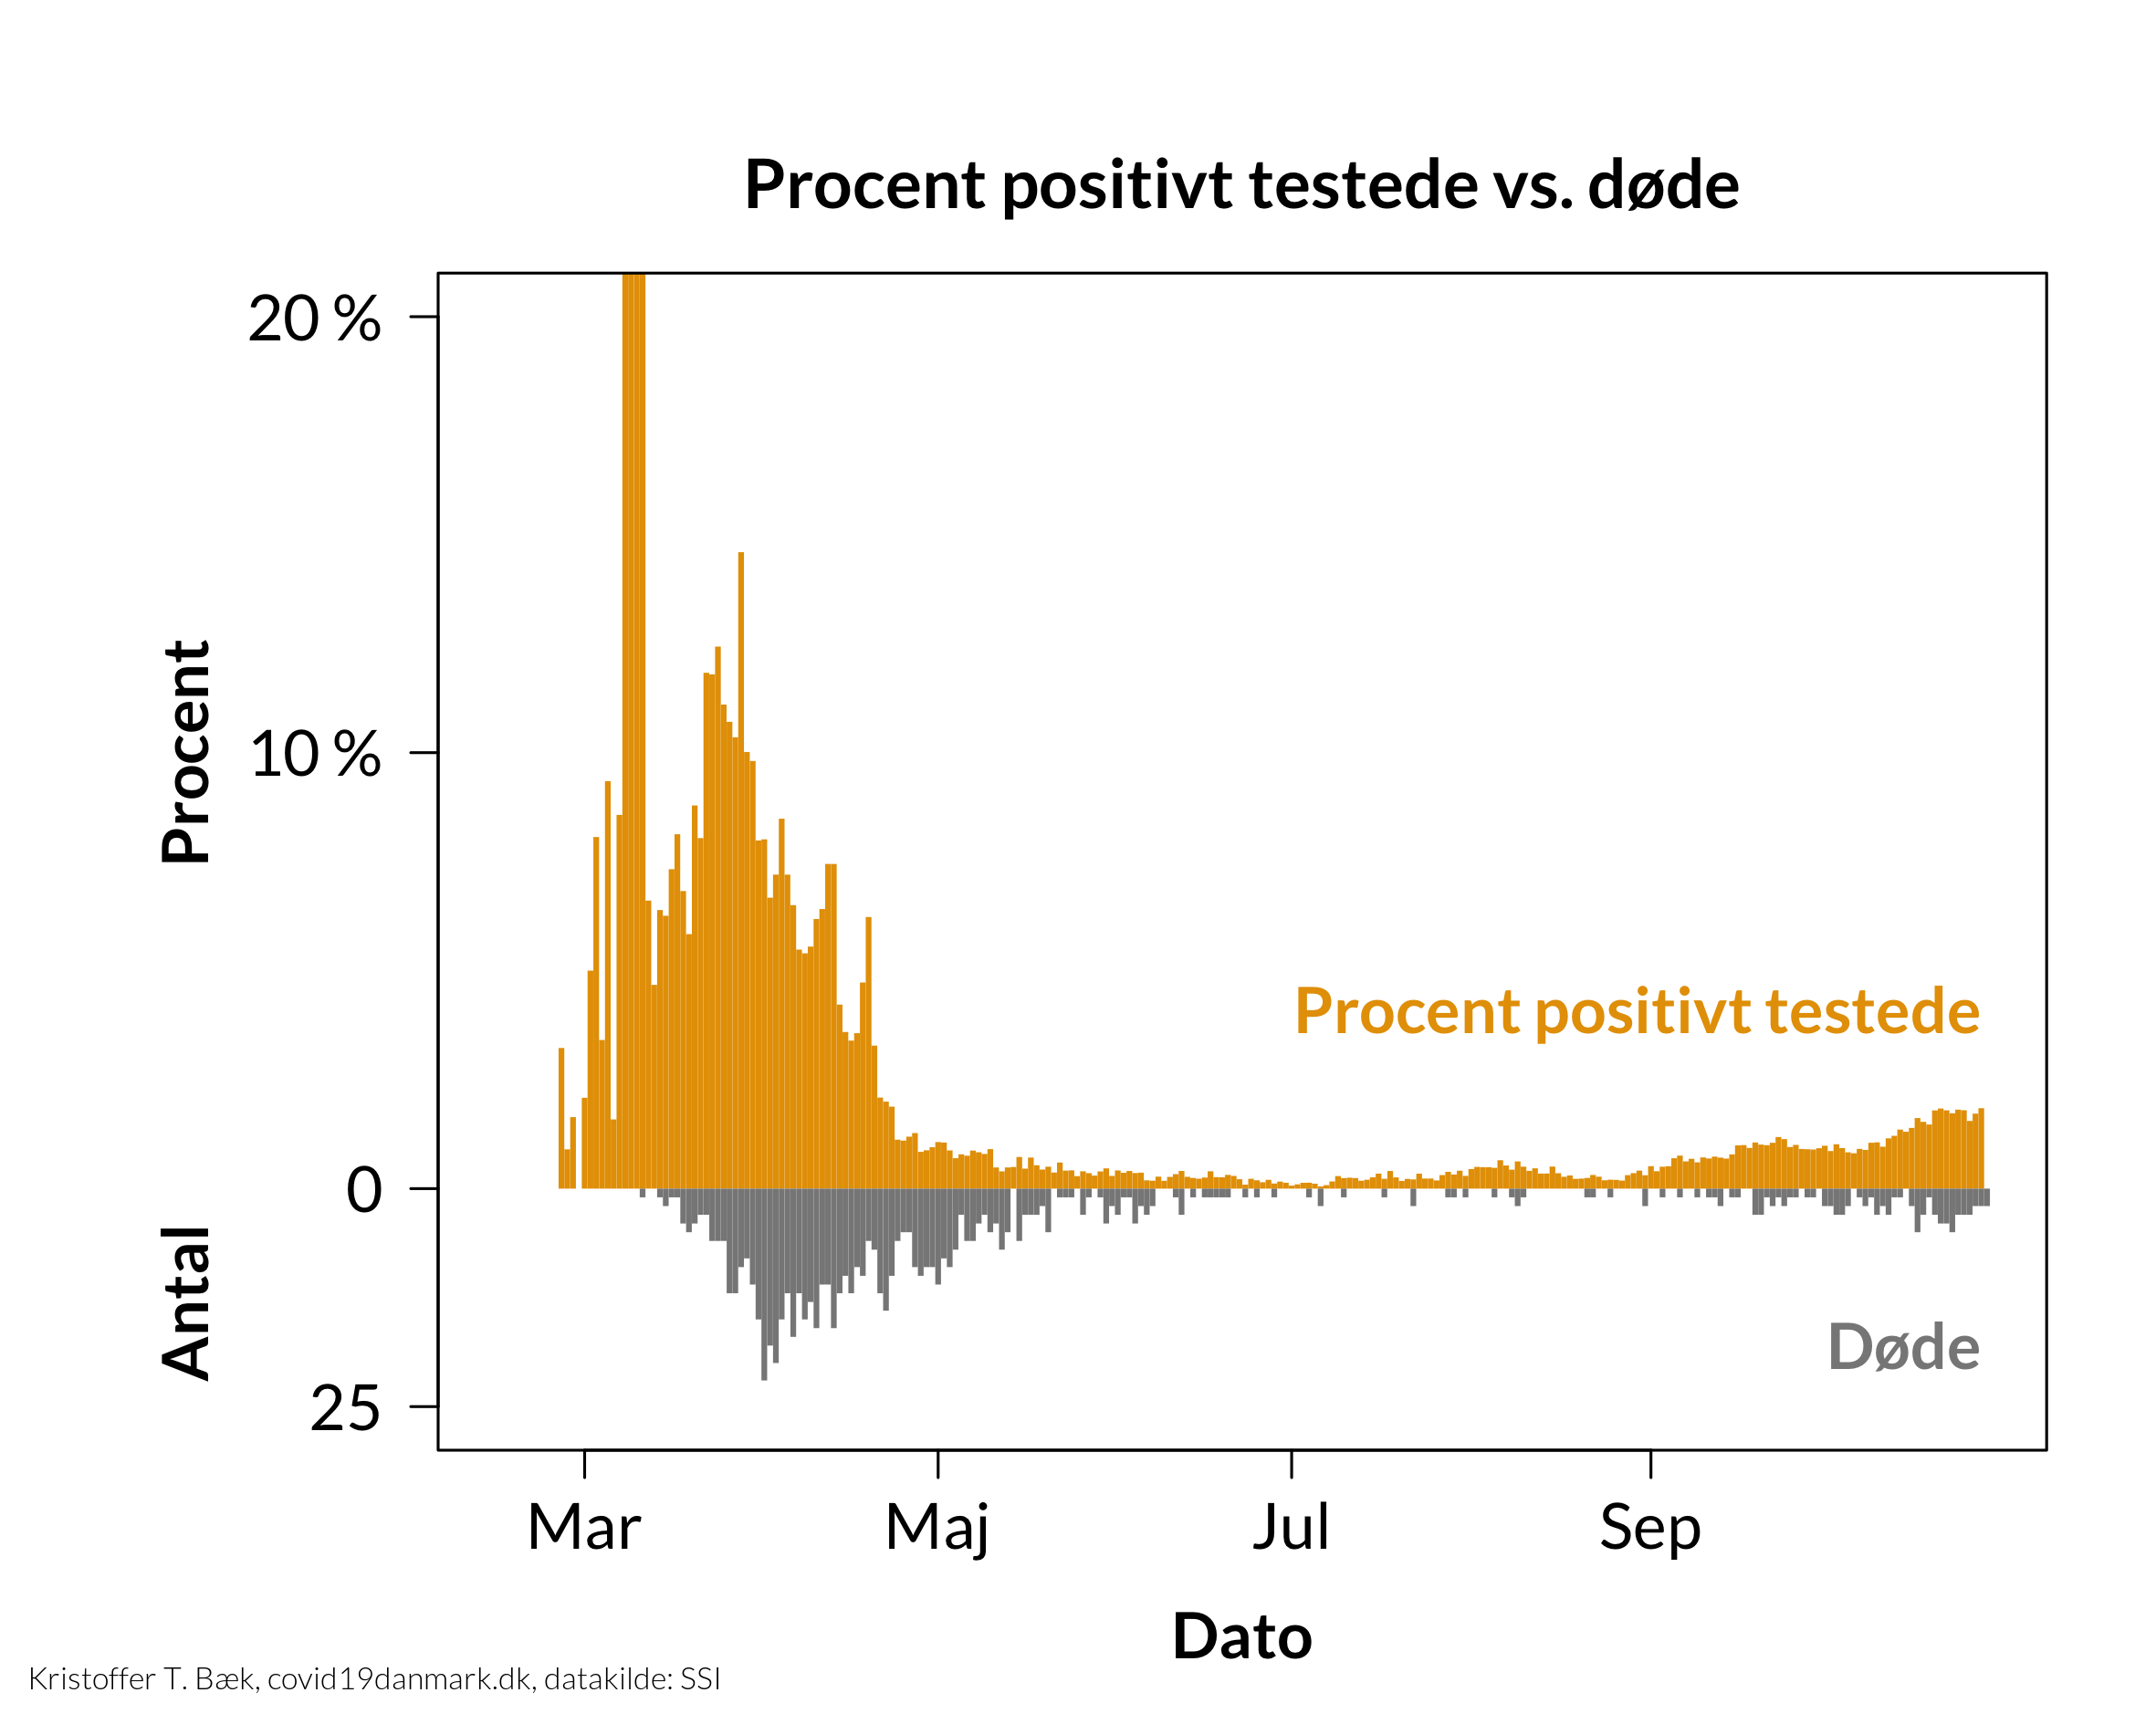 Procent positivt testede vs. døde
20 %
10 %
0
25
Procent
Antal
Procent positivt testede
Døde
Mar Maj Jul Sep
Dato
Kristoffer T. Bæk, covid19danmark.dk, datakilde: SSI